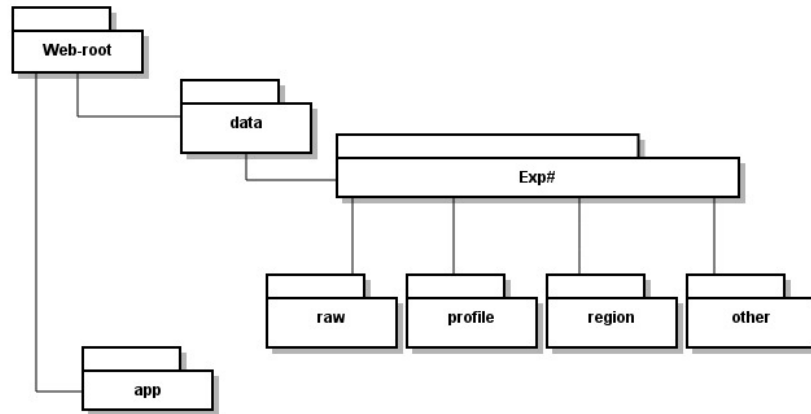 Web-root
data
Exp#
raw
profile
region
other
app